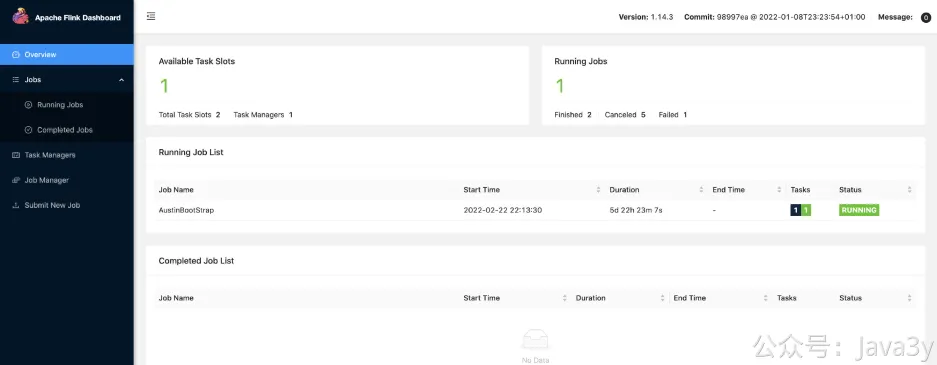 Apache Flink Dashboard
Version: 1.14.3 Commit: 98997ea @ 2022-01-08T23:23:54+01:00 Message: 0
Overview
Jobs
Running Jobs
Completed Jobs
Task Managers
Job Manager
Submit New Job
Available Task Slots
1
Total Task Slots 2 Task Managers 1
Running Jobs
1
Finished 2 Canceled 5 Failed 1
Running Job List
Job Name Start Time Duration End Time Tasks Status
AustinBootStrap 2022-02-22 22:13:30 5d 22h 23m 7s - 1 1 RUNNING
Completed Job List
Job Name Start Time Duration End Time Tasks Status
No Data
公众号：Java3y